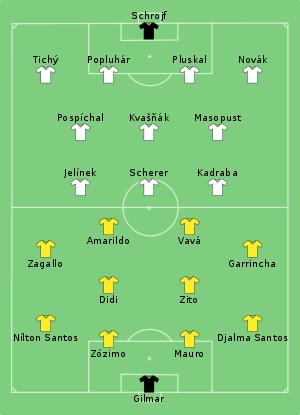 Schrojf
Tichý Popluhár Pluskal Novák
Pospíchal Kvašňák Masopust
Jelínek Scherer Kadraba
Amarildo Vavá
Zagallo Garrincha
Didi Zito
Nílton Santos Djalma Santos
Zózimo Mauro
Gilmar